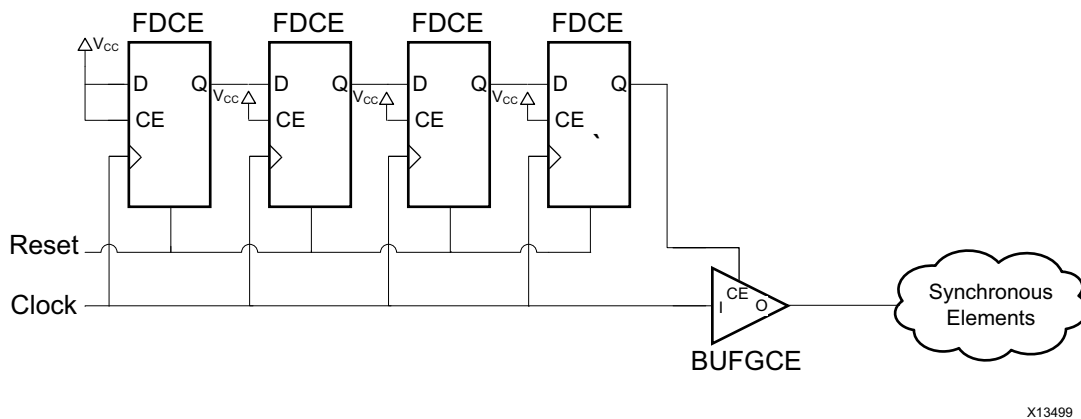 FDCE FDCE FDCE FDCE
VCC
D Q D Q D Q D Q
VCC VCC VCC
CE CE CE CE
`
Reset
Clock
CE
I O
Synchronous
Elements
BUFGCE
X13499